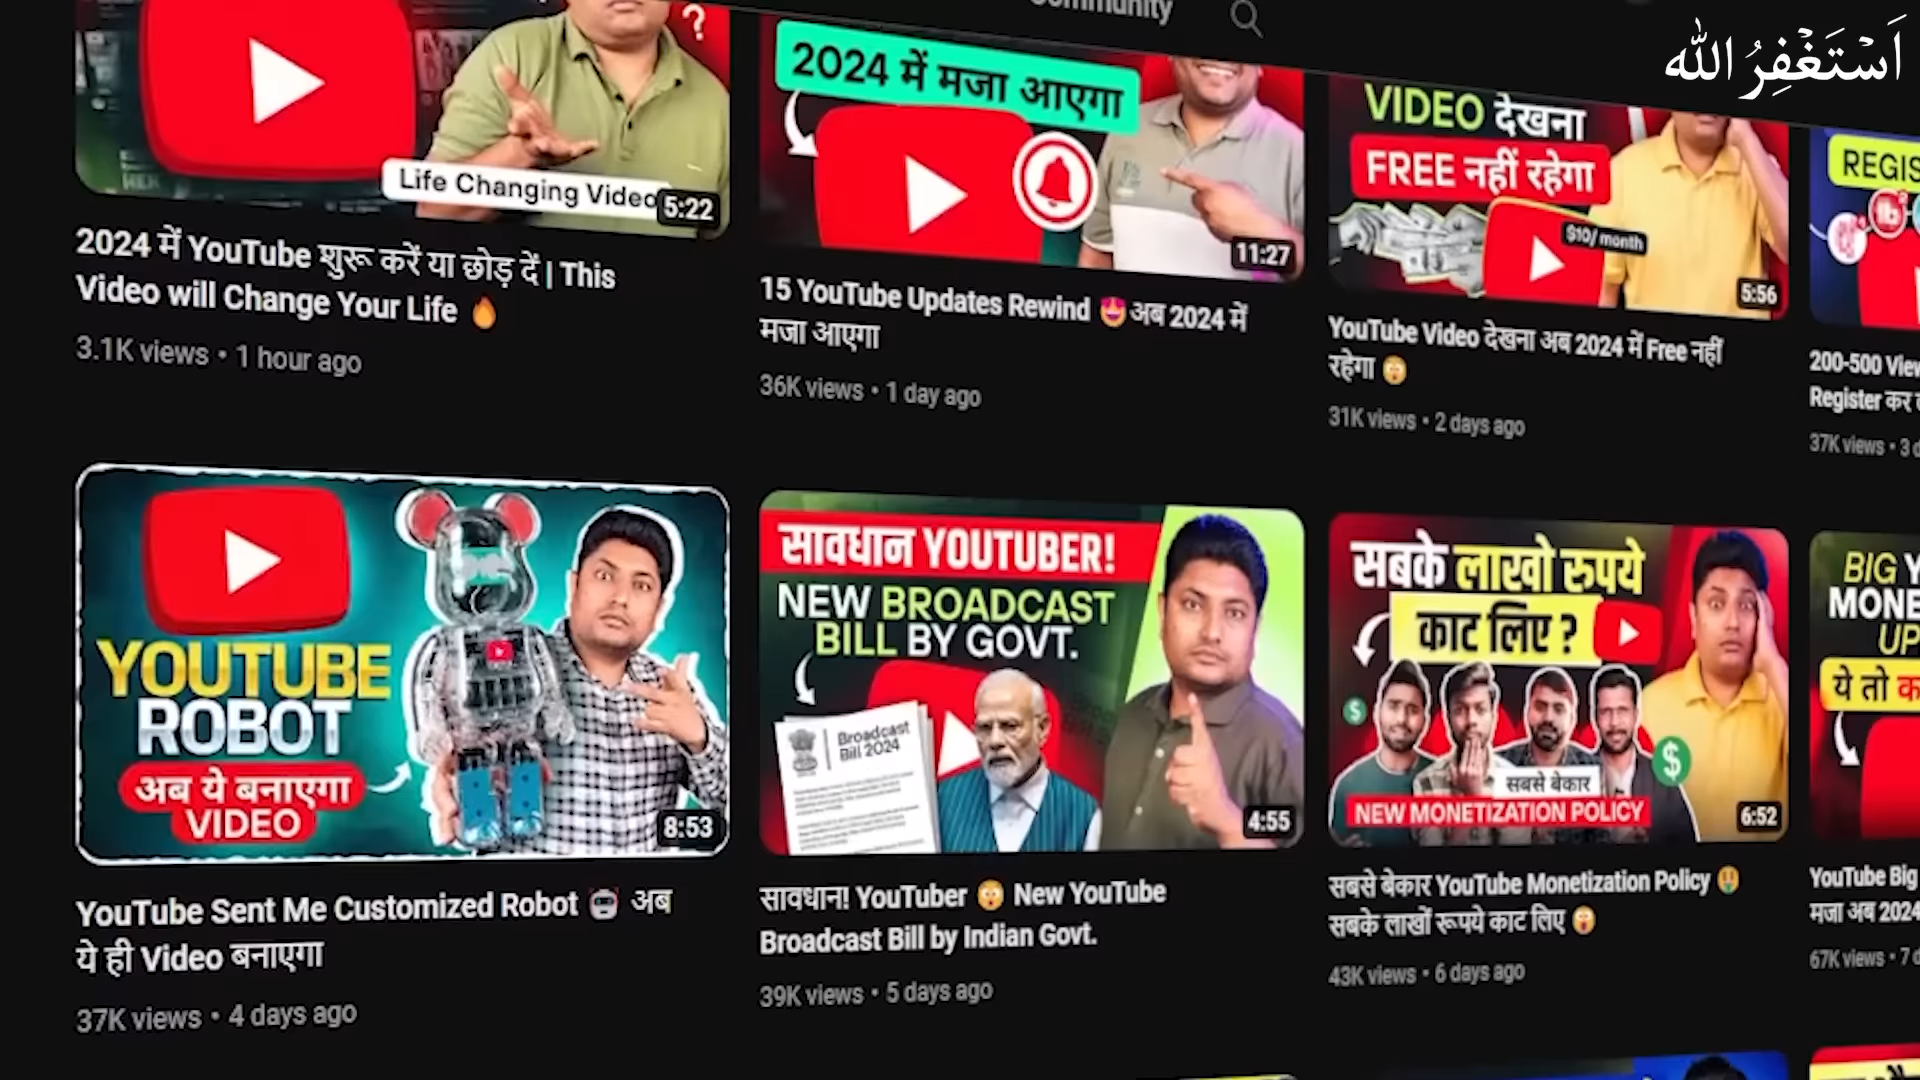 اَسْتَغْفِرُ الله
2024 में मजा आएगा
VIDEO देखना
FREE नहीं रहेगा
$10/ month
Life Changing Video
5:22
11:27
5:56
2024 में YouTube शुरू करें या छोड़ दें | This
Video will Change Your Life 🔥
3.1K views • 1 hour ago
15 YouTube Updates Rewind 🤩 अब 2024 में
मजा आएगा
36K views • 1 day ago
YouTube Video देखना अब 2024 में Free नहीं
रहेगा 😳
31K views • 2 days ago
200-500
Register कर
37K views • 3
YOUTUBE
ROBOT
अब ये बनाएगा
VIDEO
8:53
सावधान YOUTUBER!
NEW BROADCAST
BILL BY GOVT.
Broadcast
Bill 2024
4:55
सबके लाखो रुपये
काट लिए ?
सबसे बेकार
NEW MONETIZATION POLICY
6:52
BIG
ये तो
YouTube Sent Me Customized Robot 🤖 अब
ये ही Video बनाएगा
37K views • 4 days ago
सावधान! YouTuber 😳 New YouTube
Broadcast Bill by Indian Govt.
39K views • 5 days ago
सबसे बेकार YouTube Monetization Policy 🤑
सबके लाखों रूपये काट लिए 😲
43K views • 6 days ago
YouTube Big
मजा अब 2024
67K views • 7